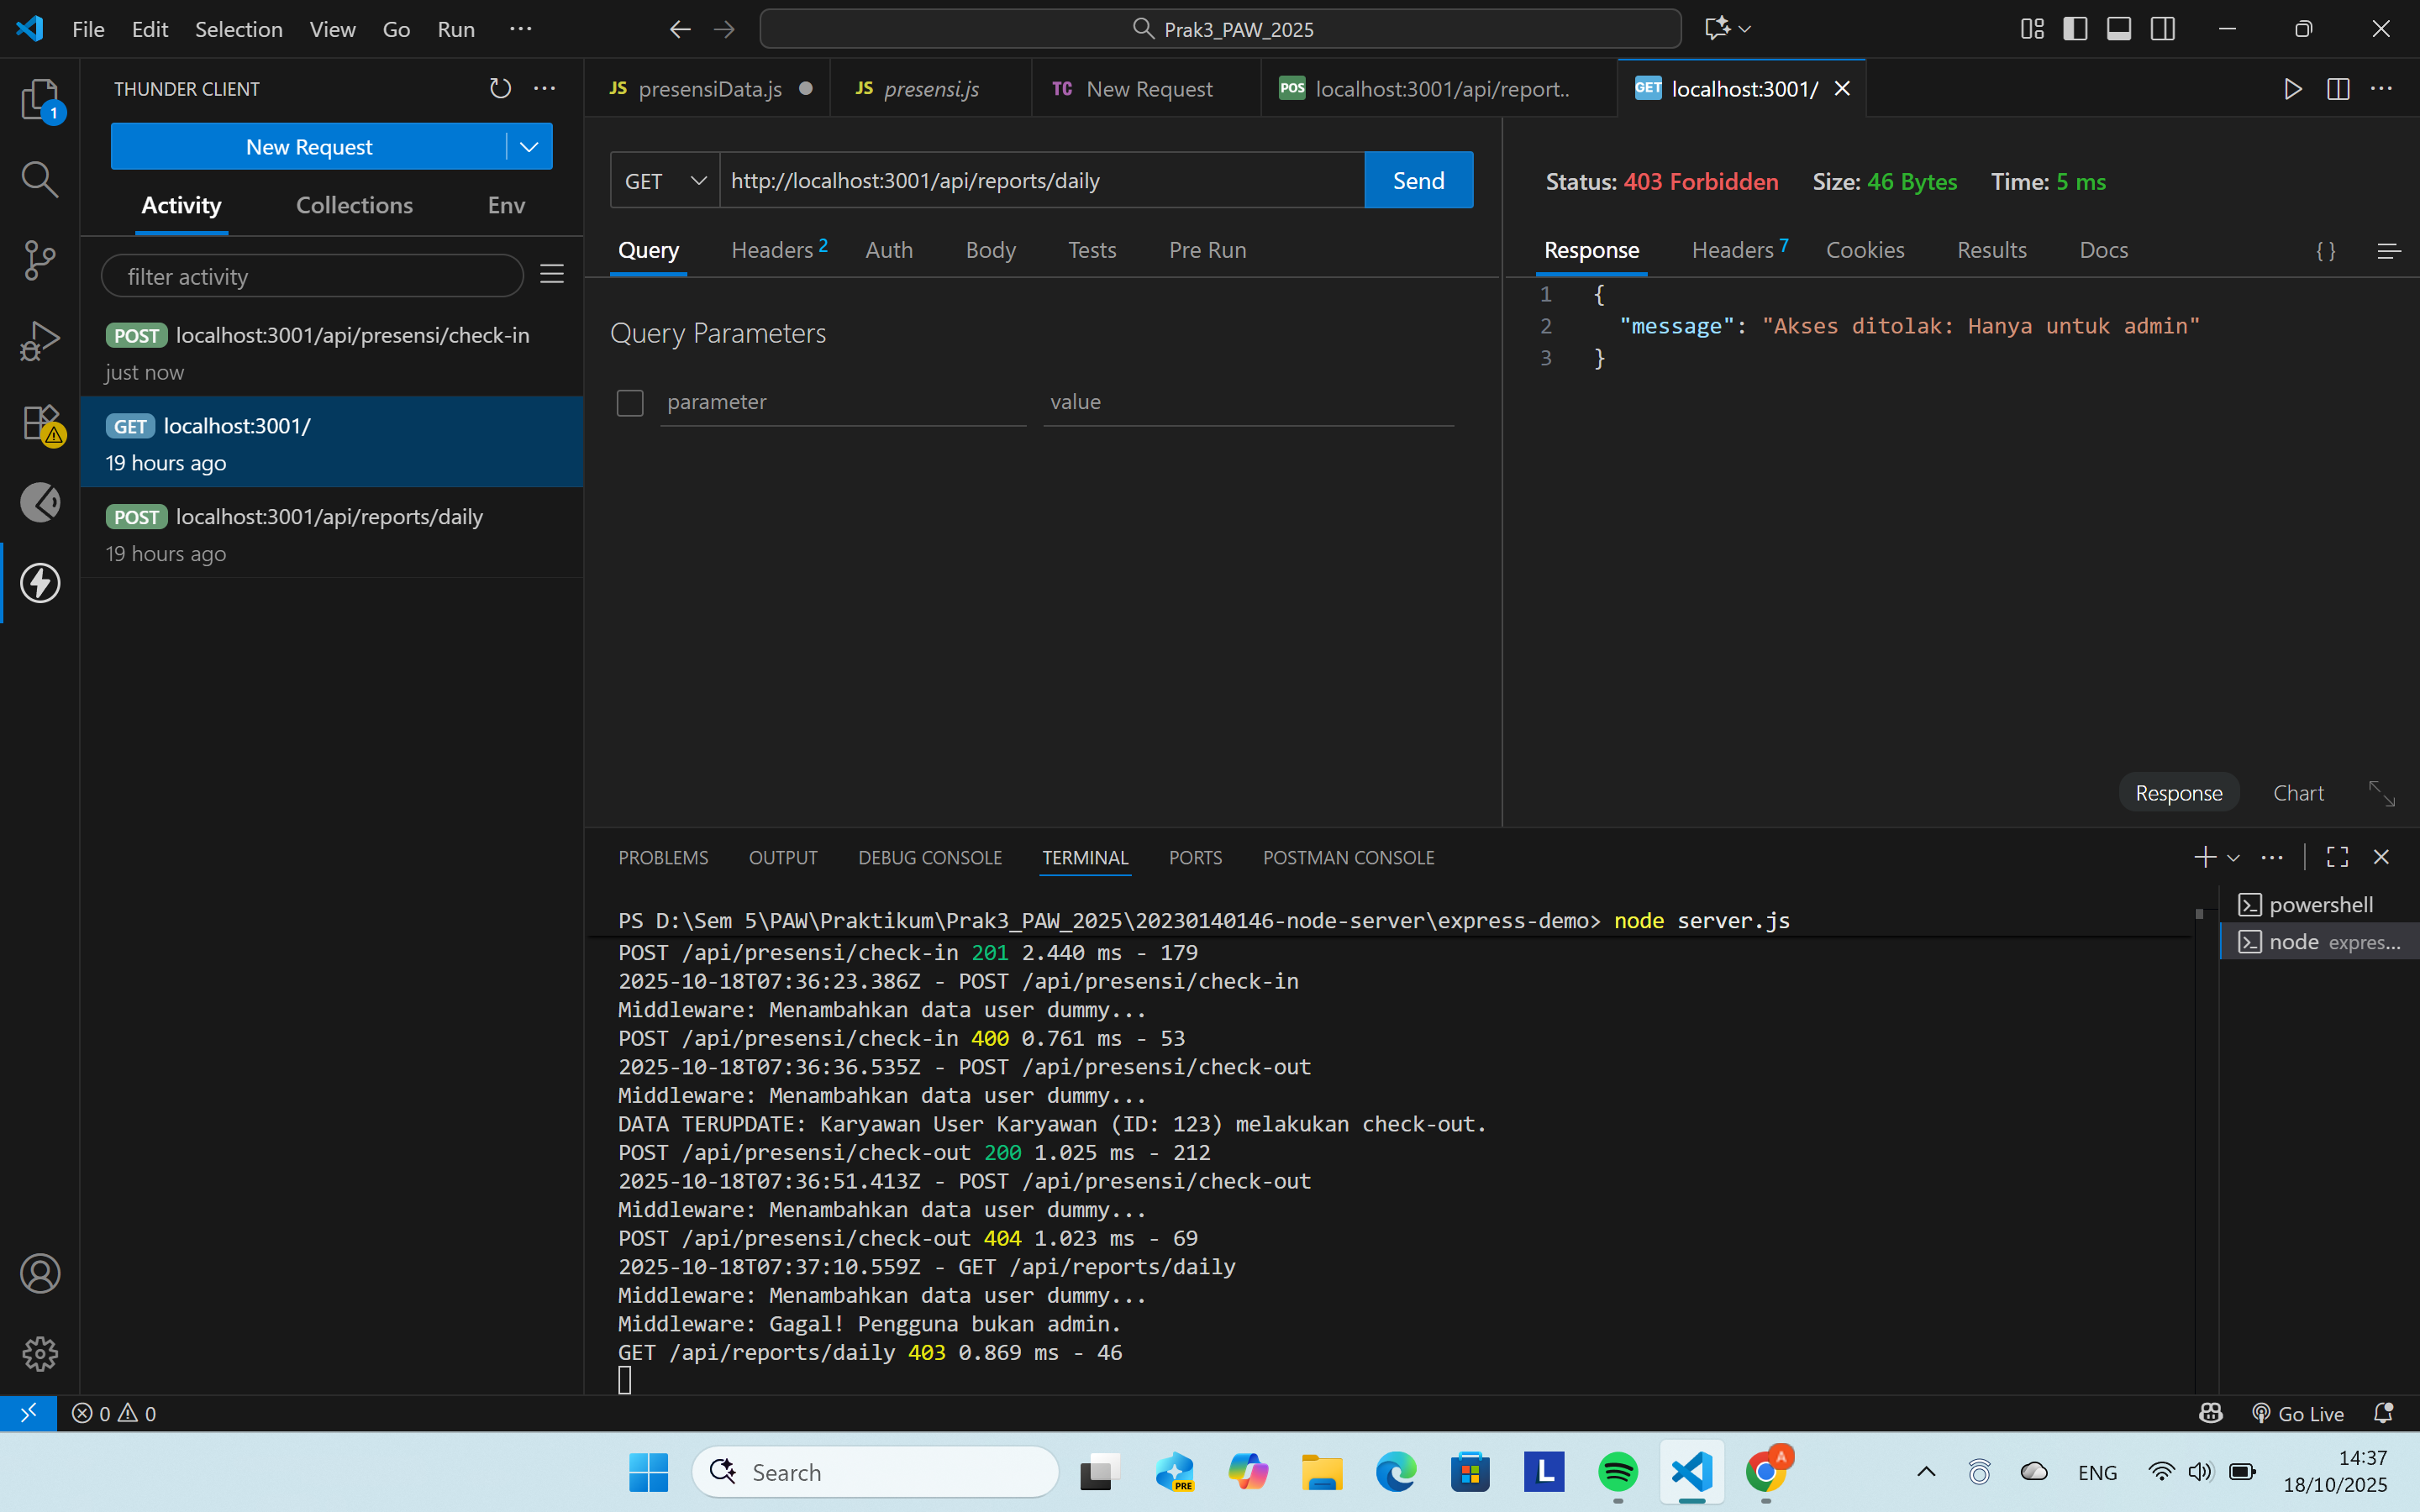 File Edit Selection View Go Run ···
Prak3_PAW_2025
THUNDER CLIENT
New Request
Activity Collections Env
filter activity
POST localhost:3001/api/presensi/check-in
just now
GET localhost:3001/
19 hours ago
POST localhost:3001/api/reports/daily
19 hours ago
1
JS presensiData.js
JS presensi.js
TC New Request
POS localhost:3001/api/report..
GET localhost:3001/
GET http://localhost:3001/api/reports/daily Send
Query Headers 2 Auth Body Tests Pre Run
Query Parameters
parameter value
Status: 403 Forbidden Size: 46 Bytes Time: 5 ms
Response Headers 7 Cookies Results Docs { }
1 {
2 "message": "Akses ditolak: Hanya untuk admin"
3 }
Response Chart
PROBLEMS OUTPUT DEBUG CONSOLE TERMINAL PORTS POSTMAN CONSOLE
PS D:\Sem 5\PAW\Praktikum\Prak3_PAW_2025\20230140146-node-server\express-demo> node server.js
POST /api/presensi/check-in 201 2.440 ms - 179
2025-10-18T07:36:23.386Z - POST /api/presensi/check-in
Middleware: Menambahkan data user dummy...
POST /api/presensi/check-in 400 0.761 ms - 53
2025-10-18T07:36:36.535Z - POST /api/presensi/check-out
Middleware: Menambahkan data user dummy...
DATA TERUPDATE: Karyawan User Karyawan (ID: 123) melakukan check-out.
POST /api/presensi/check-out 200 1.025 ms - 212
2025-10-18T07:36:51.413Z - POST /api/presensi/check-out
Middleware: Menambahkan data user dummy...
POST /api/presensi/check-out 404 1.023 ms - 69
2025-10-18T07:37:10.559Z - GET /api/reports/daily
Middleware: Menambahkan data user dummy...
Middleware: Gagal! Pengguna bukan admin.
GET /api/reports/daily 403 0.869 ms - 46
powershell
node expres...
0 0
Go Live
Search
PRE
L
A
ENG
14:37
18/10/2025